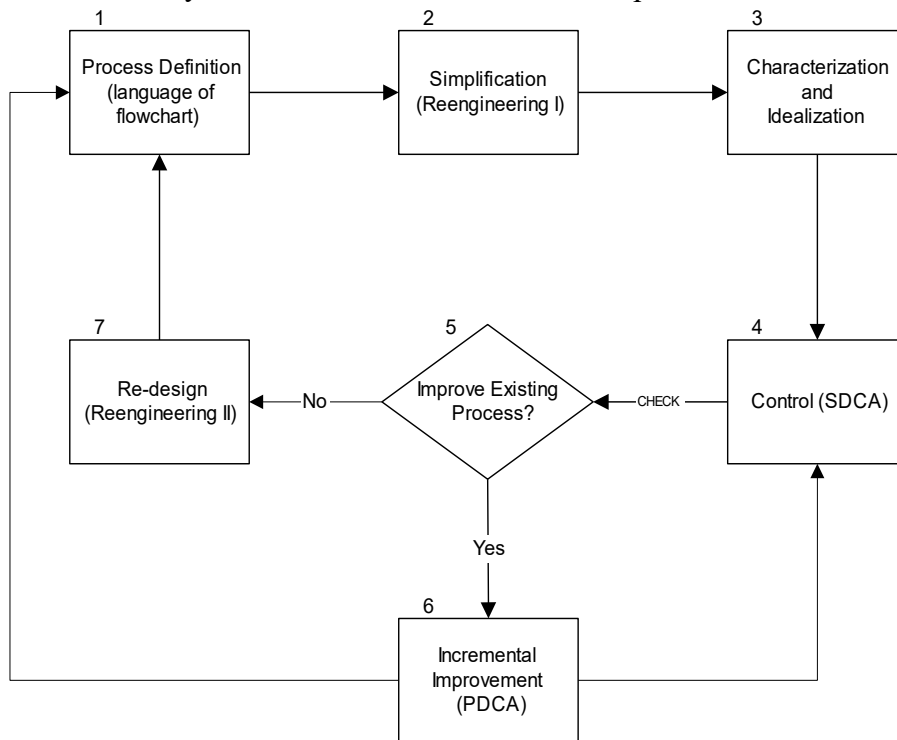 1
Process Definition
(language of
flowchart)
2
Simplification
(Reengineering I)
3
Characterization
and
Idealization
7
Re-design
(Reengineering II)
No
5
Improve Existing
Process?
CHECK
4
Control (SDCA)
Yes
6
Incremental
Improvement
(PDCA)